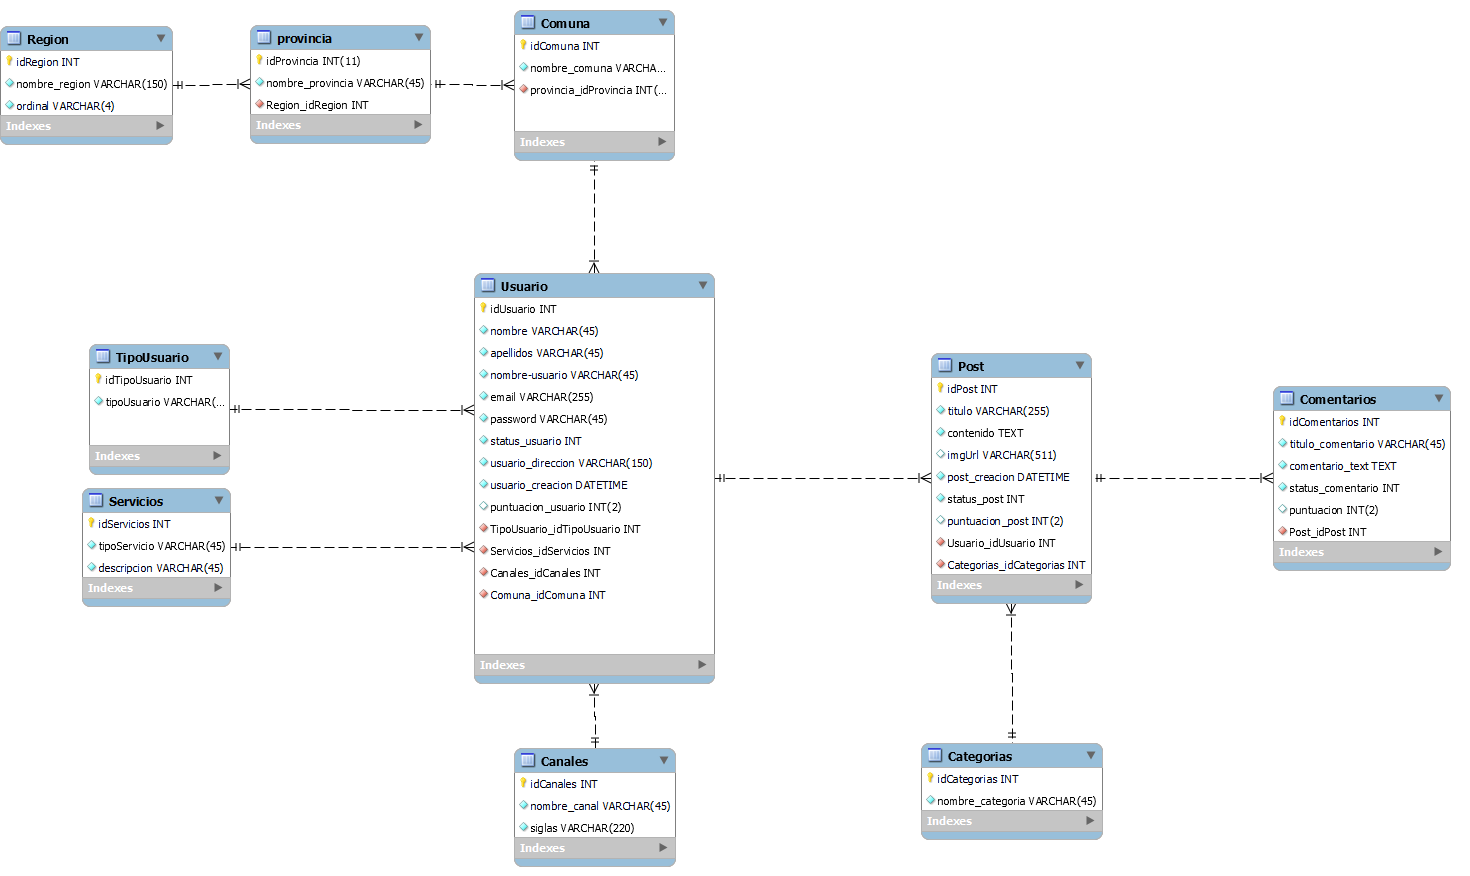 Region
idRegion INT
nombre_region VARCHAR(150)
ordinal VARCHAR(4)
Indexes
provincia
idProvincia INT(11)
nombre_provincia VARCHAR(45)
Region_idRegion INT
Indexes
Comuna
idComuna INT
nombre_comuna VARCHA...
provincia_idProvincia INT(...
Indexes
Usuario
idUsuario INT
nombre VARCHAR(45)
apellidos VARCHAR(45)
nombre-usuario VARCHAR(45)
email VARCHAR(255)
password VARCHAR(45)
status_usuario INT
usuario_direccion VARCHAR(150)
usuario_creacion DATETIME
puntuacion_usuario INT(2)
TipoUsuario_idTipoUsuario INT
Servicios_idServicios INT
Canales_idCanales INT
Comuna_idComuna INT
Indexes
TipoUsuario
idTipoUsuario INT
tipoUsuario VARCHAR(...
Indexes
Servicios
idServicios INT
tipoServicio VARCHAR(45)
descripcion VARCHAR(45)
Indexes
Post
idPost INT
titulo VARCHAR(255)
contenido TEXT
imgUrl VARCHAR(511)
post_creacion DATETIME
status_post INT
puntuacion_post INT(2)
Usuario_idUsuario INT
Categorias_idCategorias INT
Indexes
Comentarios
idComentarios INT
titulo_comentario VARCHAR(45)
comentario_text TEXT
status_comentario INT
puntuacion INT(2)
Post_idPost INT
Indexes
Canales
idCanales INT
nombre_canal VARCHAR(45)
siglas VARCHAR(220)
Indexes
Categorias
idCategorias INT
nombre_categoria VARCHAR(45)
Indexes